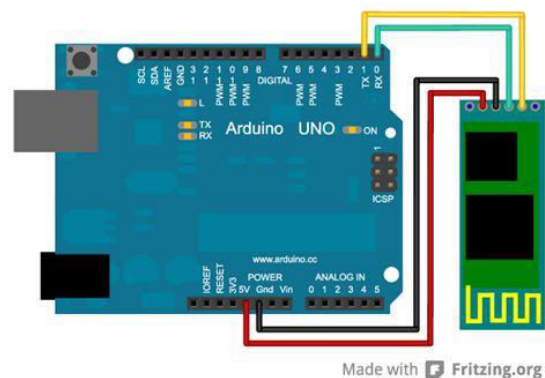 SCL
SDA
AREF
GND
13
12
PWM 11
PWM 10
PWM 9
8
DIGITAL
7
PWM 6
PWM 5
4
PWM 3
2
TX 1
RX 0
L
TX
RX
Arduino UNO
ON
1
ICSP
www.arduino.cc
POWER
ANALOG IN
IOREF
RESET
3V3
5V
Gnd
Vin
0 1 2 3 4 5
Made with Fritzing.org